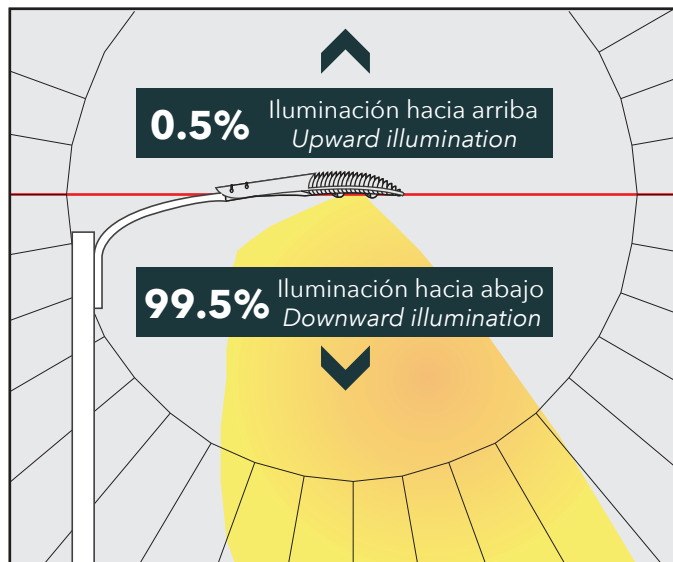 0.5%
Iluminación hacia arriba
Upward illumination
99.5%
Iluminación hacia abajo
Downward illumination